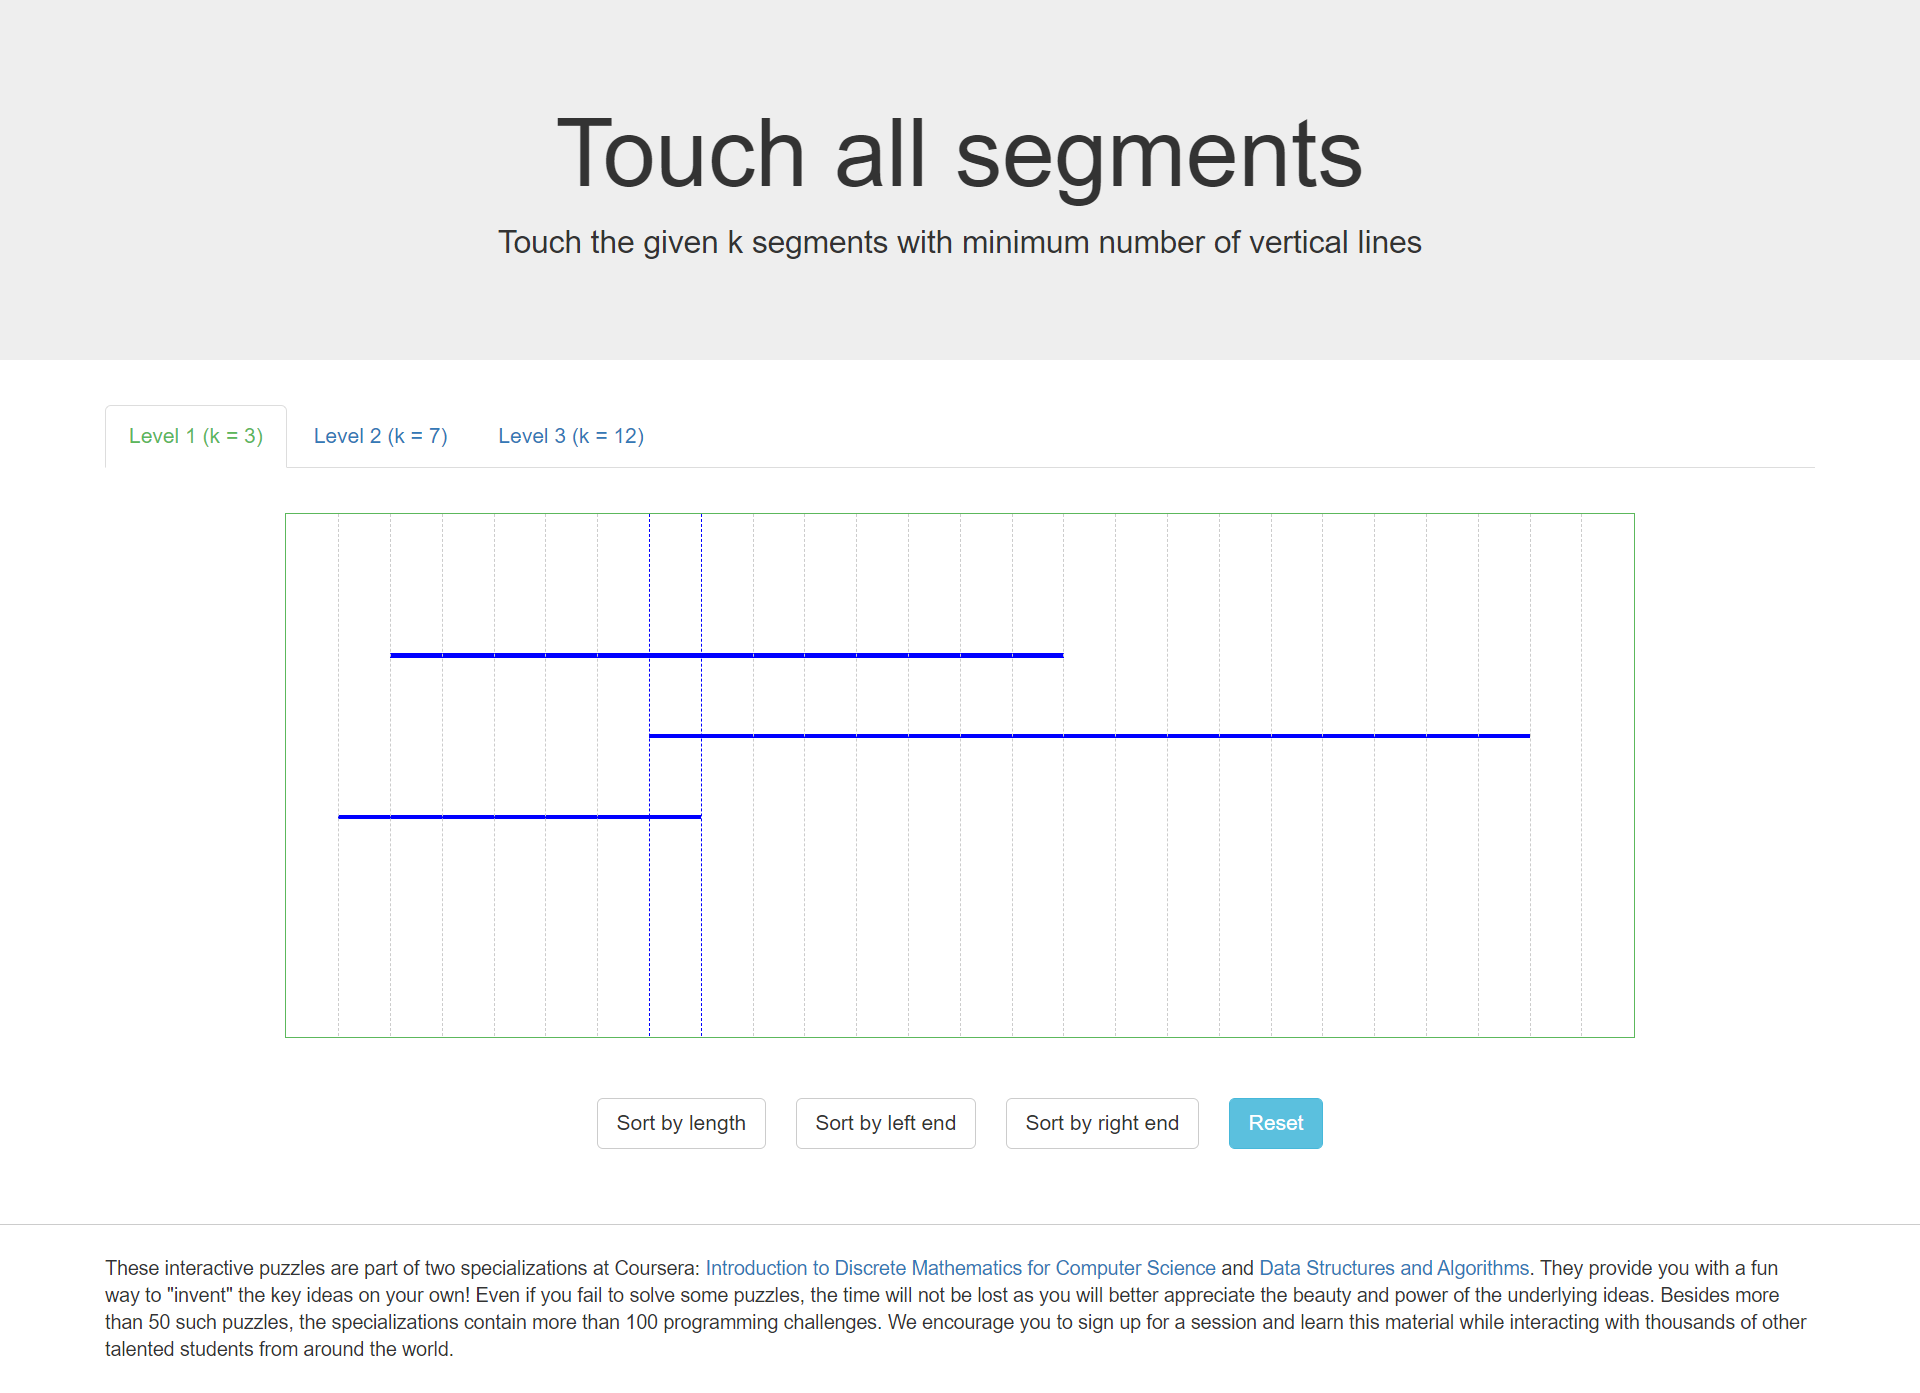 Touch all segments
Touch the given k segments with minimum number of vertical lines
Level 1 (k = 3) Level 2 (k = 7) Level 3 (k = 12)
Sort by length Sort by left end Sort by right end Reset
These interactive puzzles are part of two specializations at Coursera: Introduction to Discrete Mathematics for Computer Science and Data Structures and Algorithms. They provide you with a fun
way to "invent" the key ideas on your own! Even if you fail to solve some puzzles, the time will not be lost as you will better appreciate the beauty and power of the underlying ideas. Besides more
than 50 such puzzles, the specializations contain more than 100 programming challenges. We encourage you to sign up for a session and learn this material while interacting with thousands of other
talented students from around the world.